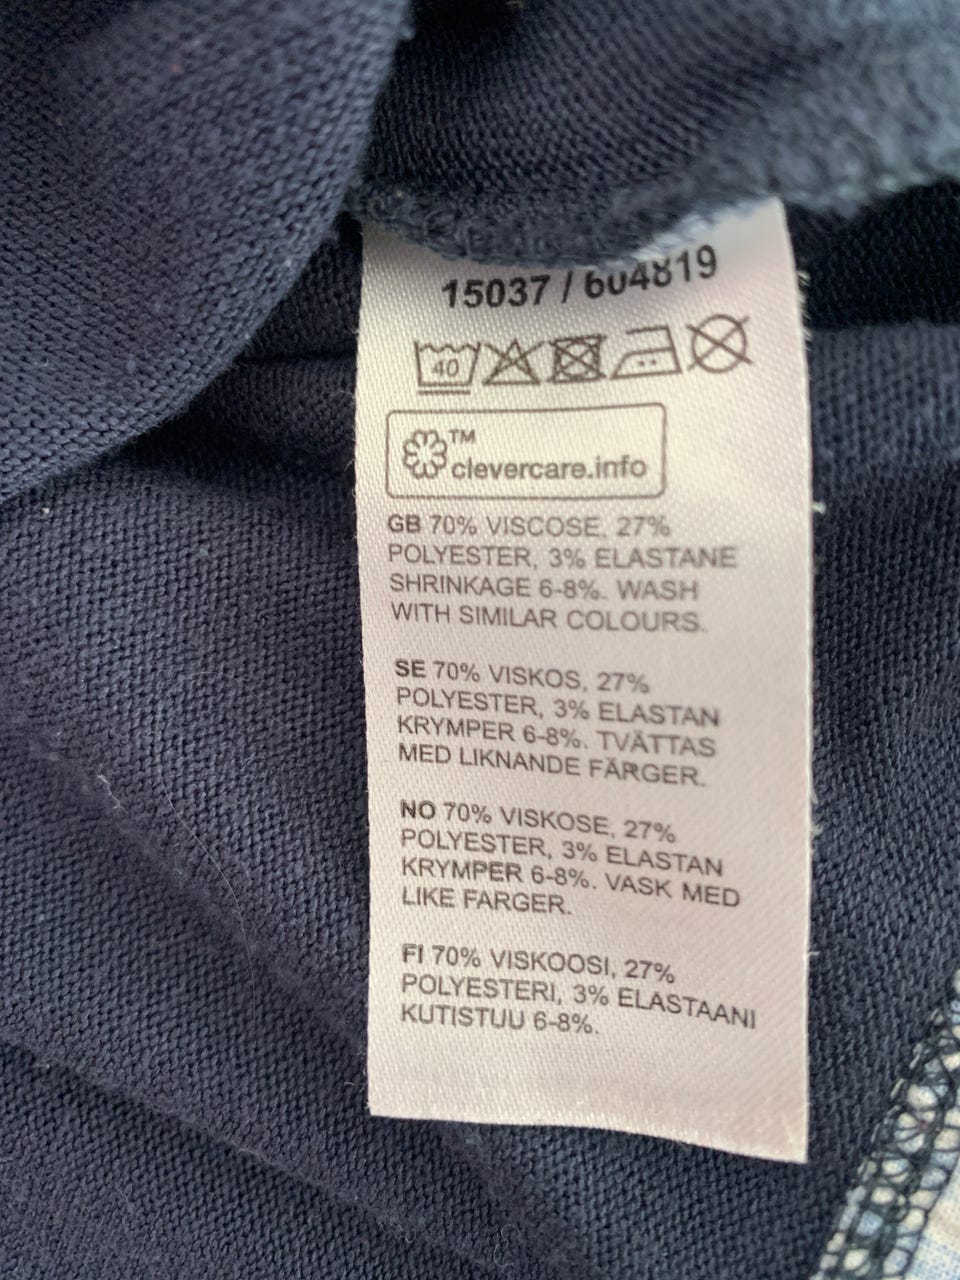 15037 / 604819
40
TM
clevercare.info
GB 70% VISCOSE, 27%
POLYESTER, 3% ELASTANE
SHRINKAGE 6-8%. WASH
WITH SIMILAR COLOURS.
SE 70% VISKOS, 27%
POLYESTER, 3% ELASTAN
KRYMPER 6-8%. TVÄTTAS
MED LIKNANDE FÄRGER.
NO 70% VISKOSE, 27%
POLYESTER, 3% ELASTAN
KRYMPER 6-8%. VASK MED
LIKE FARGER.
FI 70% VISKOOSI, 27%
POLYESTERI, 3% ELASTAANI
KUTISTUU 6-8%.